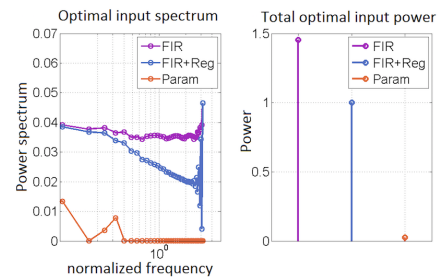 Optimal input spectrum
Power spectrum
0.07
0.06
0.05
0.04
0.03
0.02
0.01
0
FIR
FIR+Reg
Param
10^0
normalized frequency
Total optimal input power
Power
1.5
1
0.5
0
FIR
FIR+Reg
Param